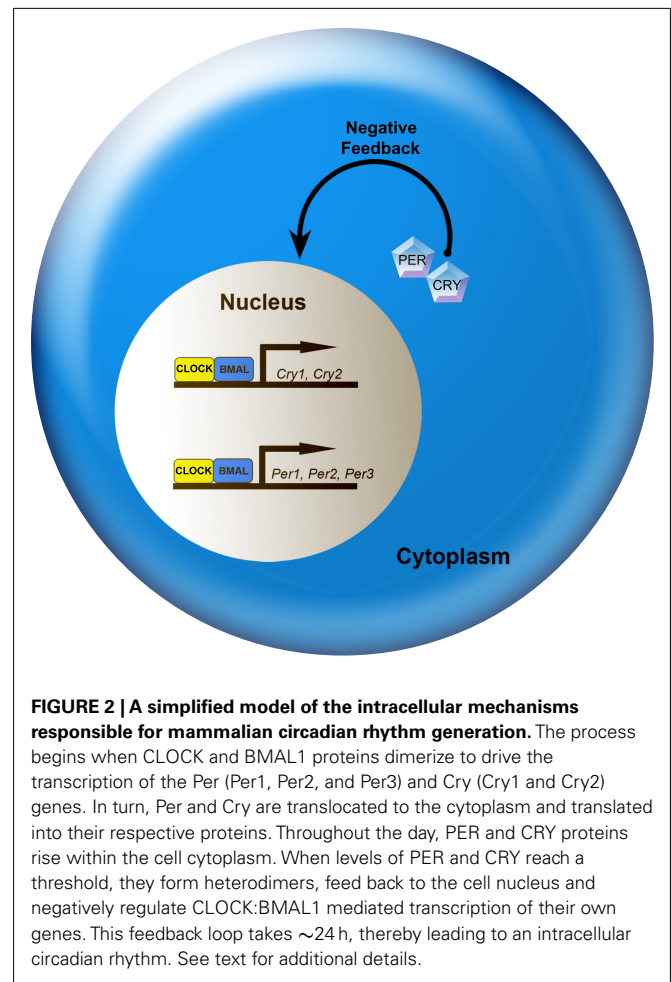 Negative
Feedback
PER
CRY
Nucleus
CLOCK BMAL
Cry1, Cry2
CLOCK BMAL
Per1, Per2, Per3
Cytoplasm
FIGURE 2 | A simplified model of the intracellular mechanisms
responsible for mammalian circadian rhythm generation. The process
begins when CLOCK and BMAL1 proteins dimerize to drive the
transcription of the Per (Per1, Per2, and Per3) and Cry (Cry1 and Cry2)
genes. In turn, Per and Cry are translocated to the cytoplasm and translated
into their respective proteins. Throughout the day, PER and CRY proteins
rise within the cell cytoplasm. When levels of PER and CRY reach a
threshold, they form heterodimers, feed back to the cell nucleus and
negatively regulate CLOCK:BMAL1 mediated transcription of their own
genes. This feedback loop takes ∼24 h, thereby leading to an intracellular
circadian rhythm. See text for additional details.